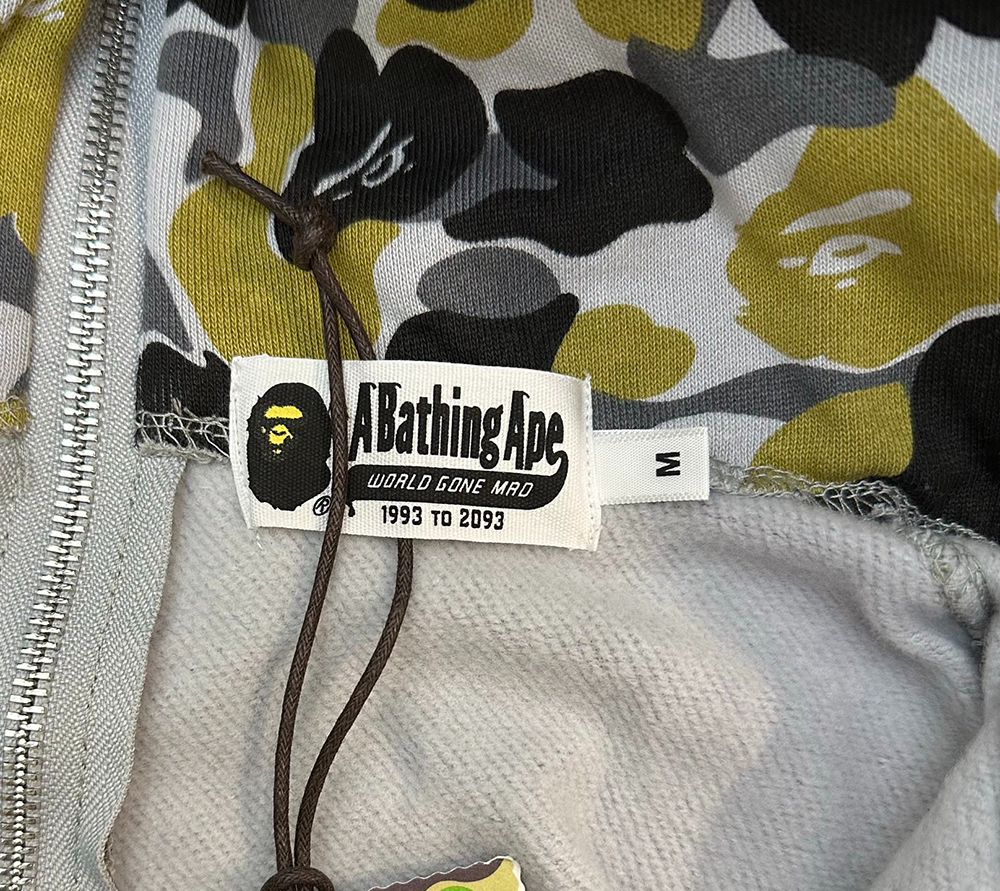 A Bathing Ape
®
WORLD GONE MAD
1993 TO 2093
M